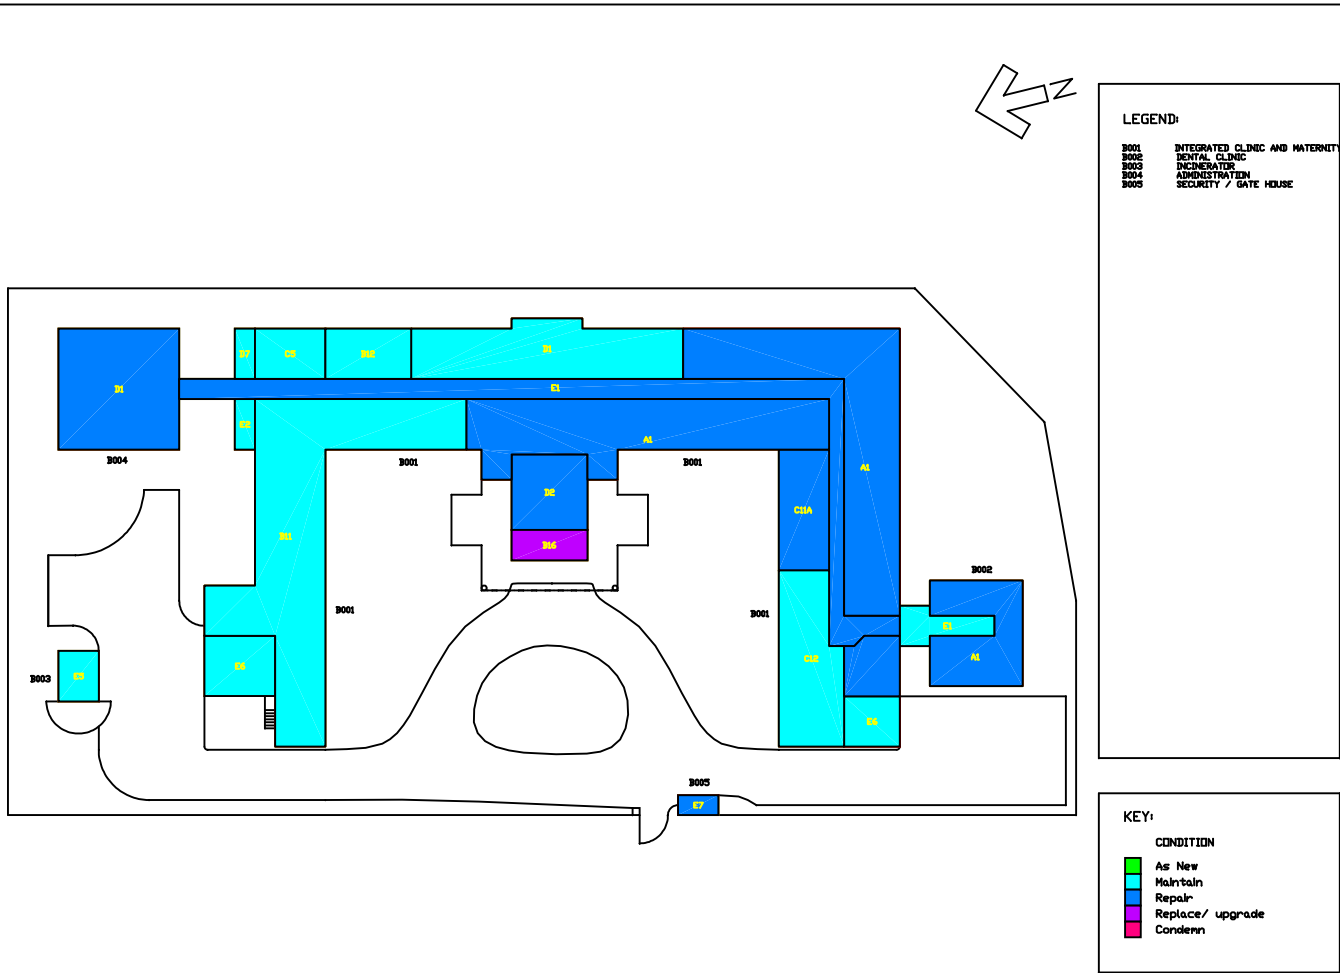 N
LEGEND:
B001 INTEGRATED CLINIC AND MATERNITY
B002 DENTAL CLINIC
B003 INCINERATOR
B004 ADMINISTRATION
B005 SECURITY / GATE HOUSE
D7 C5 B12 D1
D1 E1
E2 A1
B004 B001 B001 A1
D2 C11A
B11 B16
B002
B001 B001 E1
E6 C12 A1
B003 E5
E6
B005
E7
KEY:
CONDITION
As New
Maintain
Repair
Replace/ upgrade
Condemn